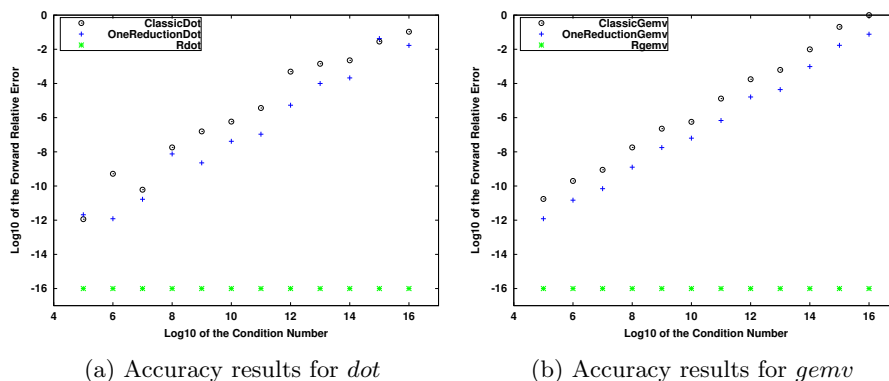 0
-2
-4
-6
-8
-10
-12
-14
-16
4 6 8 10 12 14 16
Log10 of the Forward Relative Error
Log10 of the Condition Number
ClassicDot
OneReductionDot
Rdot
(a) Accuracy results for dot
0
-2
-4
-6
-8
-10
-12
-14
-16
4 6 8 10 12 14 16
Log10 of the Forward Relative Error
Log10 of the Condition Number
ClassicGemv
OneReductionGemv
Rgemv
(b) Accuracy results for gemv